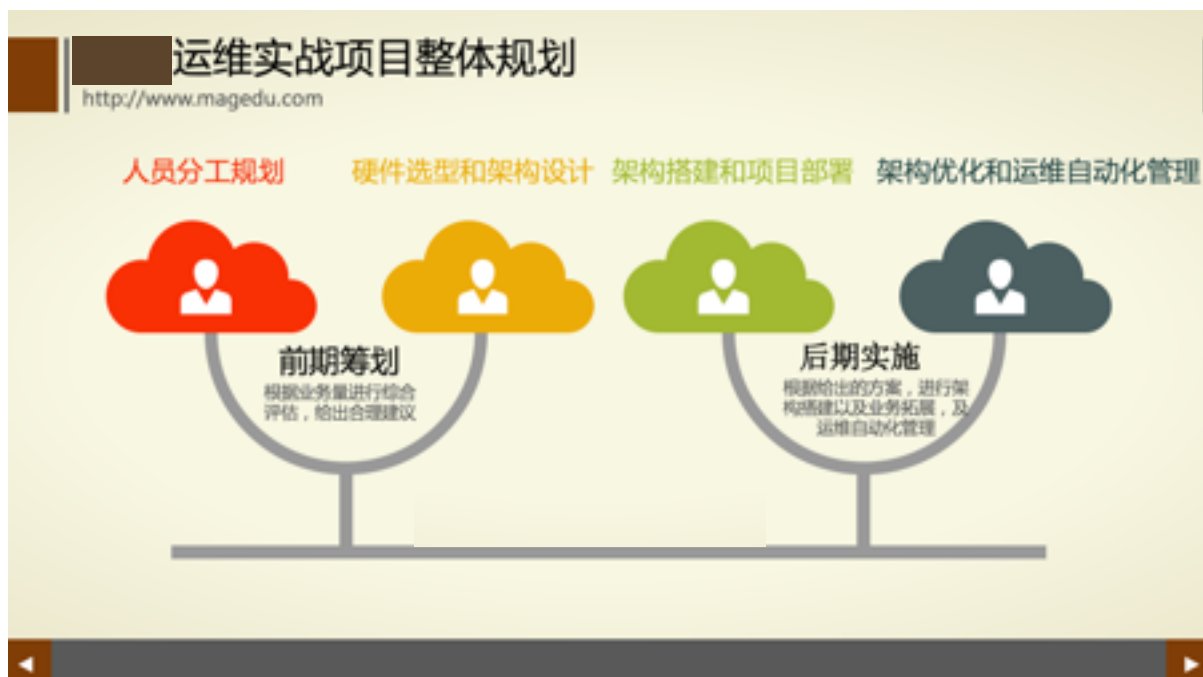 运维实战项目整体规划
http://www.magedu.com
人员分工规划
硬件选型和架构设计
架构搭建和项目部署
架构优化和运维自动化管理
前期筹划
根据业务量进行综合
评估，给出合理建议
后期实施
根据给出的方案，进行架
构搭建以及业务拓展，及
运维自动化管理